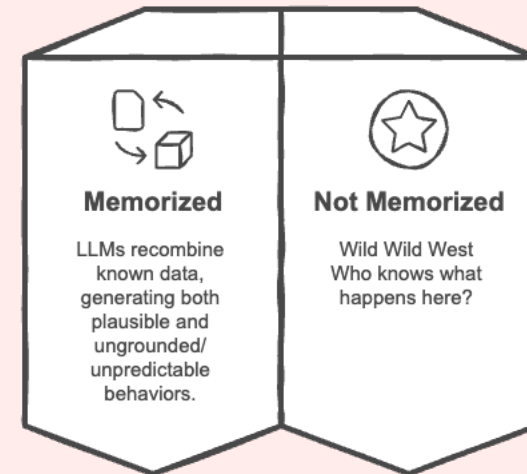 Memorized
LLMs recombine
known data,
generating both
plausible and
ungrounded/
unpredictable
behaviors.
Not Memorized
Wild Wild West
Who knows what
happens here?